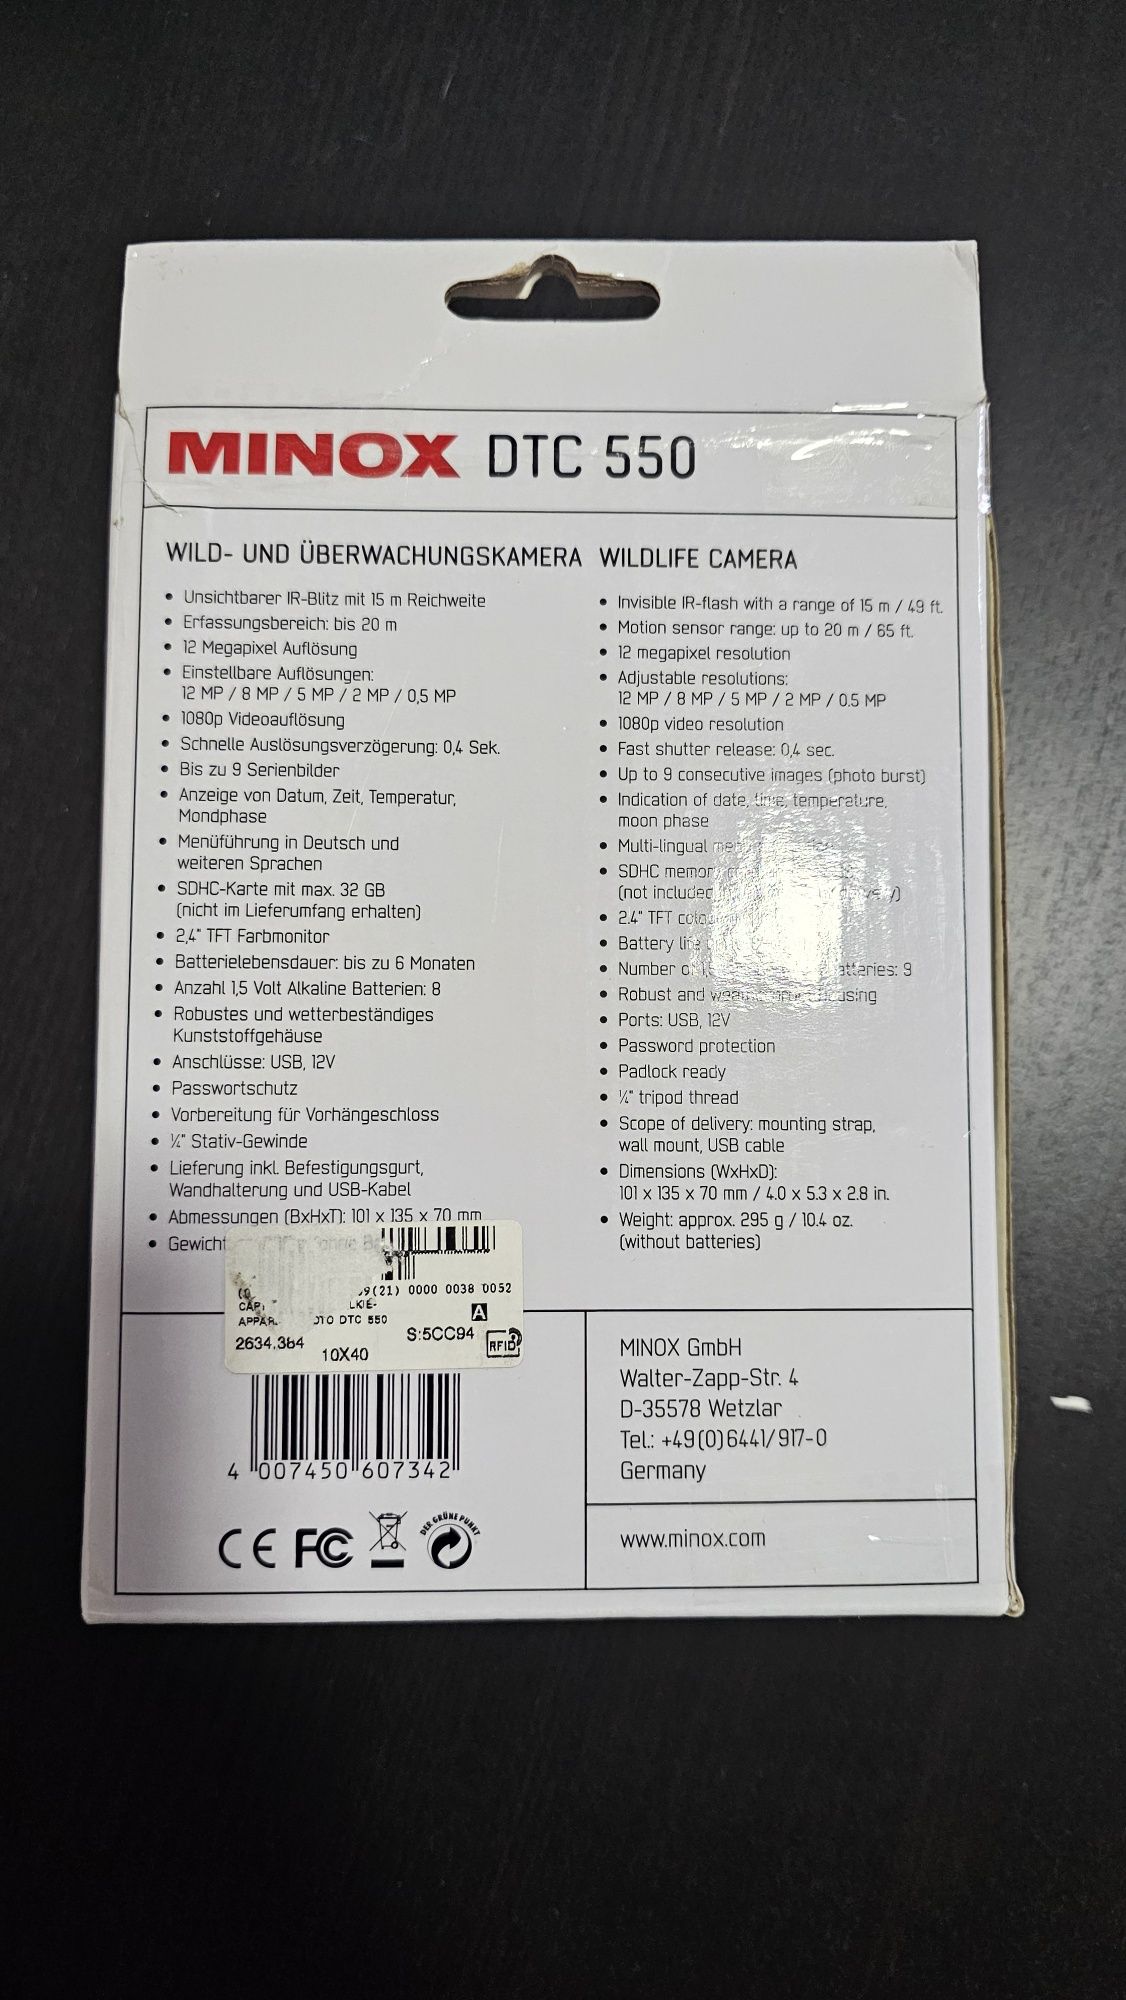 MINOX DTC 550
WILD- UND ÜBERWACHUNGSKAMERA
• Unsichtbarer IR-Blitz mit 15 m Reichweite
• Erfassungsbereich: bis 20 m
• 12 Megapixel Auflösung
• Einstellbare Auflösungen:
12 MP / 8 MP / 5 MP / 2 MP / 0,5 MP
• 1080p Videoauflösung
• Schnelle Auslösungsverzögerung: 0,4 Sek.
• Bis zu 9 Serienbilder
• Anzeige von Datum, Zeit, Temperatur,
Mondphase
• Menüführung in Deutsch und
weiteren Sprachen
• SDHC-Karte mit max. 32 GB
(nicht im Lieferumfang erhalten)
• 2,4" TFT Farbmonitor
• Batterielebensdauer: bis zu 6 Monaten
• Anzahl 1,5 Volt Alkaline Batterien: 8
• Robustes und wetterbeständiges
Kunststoffgehäuse
• Anschlüsse: USB, 12V
• Passwortschutz
• Vorbereitung für Vorhängeschloss
• ¼" Stativ-Gewinde
• Lieferung inkl. Befestigungsgurt,
Wandhalterung und USB-Kabel
• Abmessungen (BxHxT): 101 x 135 x 70 mm
• Gewicht
WILDLIFE CAMERA
• Invisible IR-flash with a range of 15 m / 49 ft.
• Motion sensor range: up to 20 m / 65 ft.
• 12 megapixel resolution
• Adjustable resolutions:
12 MP / 8 MP / 5 MP / 2 MP / 0.5 MP
• 1080p video resolution
• Fast shutter release: 0,4 sec.
• Up to 9 consecutive images (photo burst)
• Indication of date, time, temperature,
moon phase
• Multi-lingual
• SDHC memory
(not included
• 2.4" TFT
• Battery life
• Number of batteries: 9
• Robust and weatherproof housing
• Ports: USB, 12V
• Password protection
• Padlock ready
• ¼" tripod thread
• Scope of delivery: mounting strap,
wall mount, USB cable
• Dimensions (WxHxD):
101 x 135 x 70 mm / 4.0 x 5.3 x 2.8 in.
• Weight: approx. 295 g / 10.4 oz.
(without batteries)
9(21) 0000 0038 0052
DTC 550 A
2634.364 S:5CC94 RFID
10X40
4 007450 607342
CE FC DER GRÜNE PUNKT
MINOX GmbH
Walter-Zapp-Str. 4
D-35578 Wetzlar
Tel.: +49(0)6441/917-0
Germany
www.minox.com